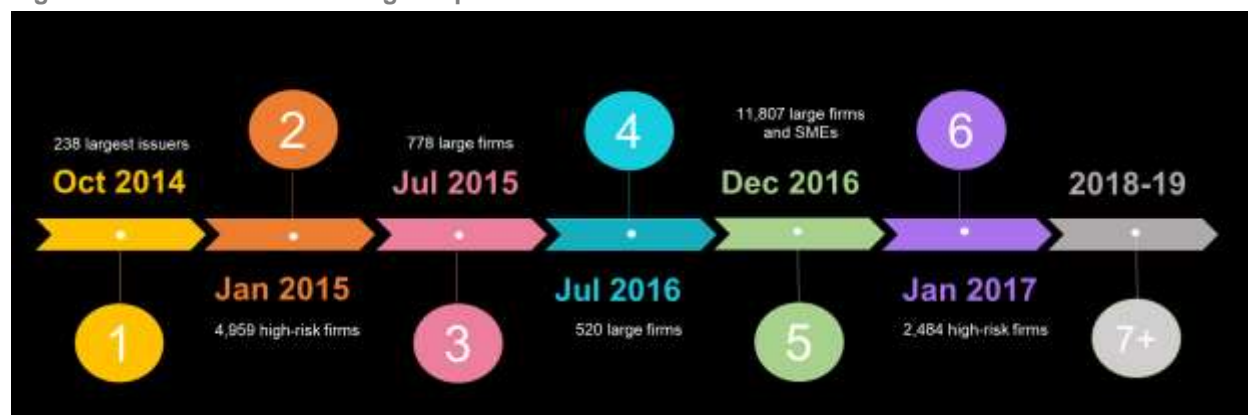 238 largest issuers
Oct 2014
1
2
Jan 2015
4,959 high-risk firms
778 large firms
Jul 2015
3
4
Jul 2016
520 large firms
11,807 large firms
and SMEs
Dec 2016
5
6
Jan 2017
2,484 high-risk firms
2018-19
7+